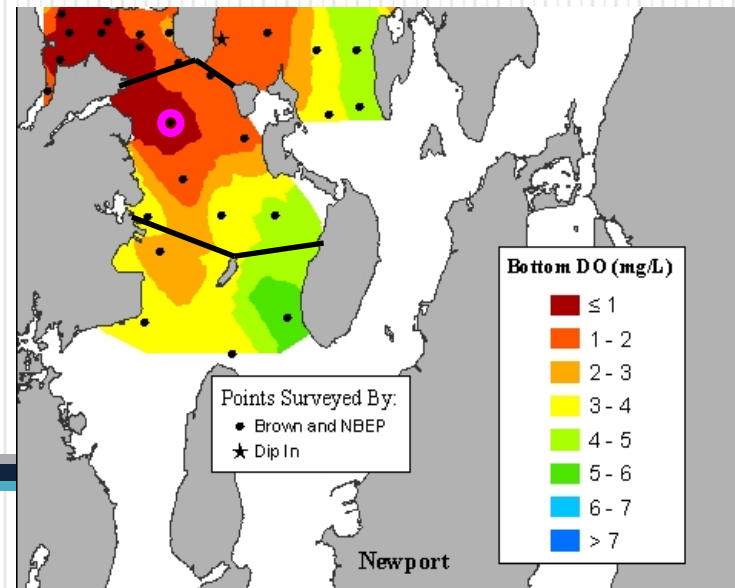 Bottom DO (mg/L)
≤ 1
1 - 2
2 - 3
3 - 4
4 - 5
5 - 6
6 - 7
> 7
Points Surveyed By:
Brown and NBEP
Dip In
Newport